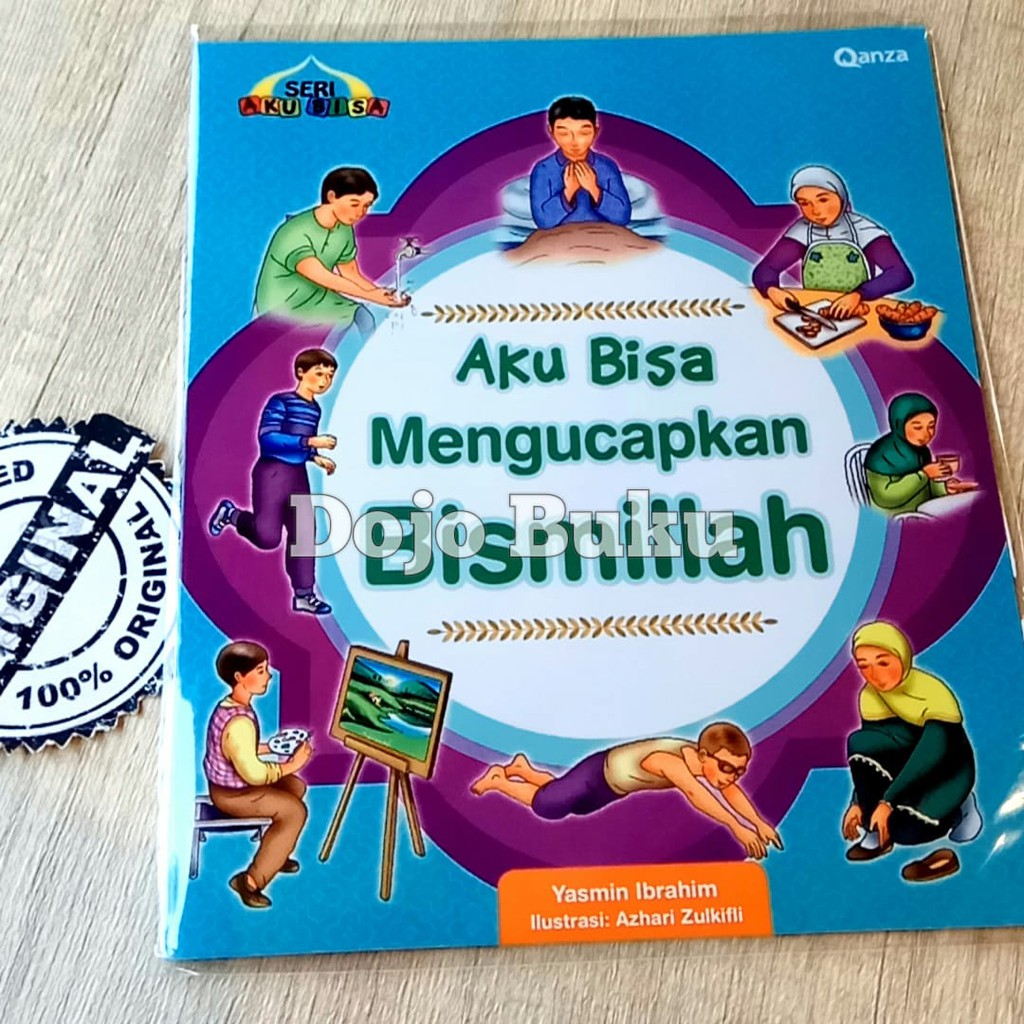 Qanza
SERI
AKU BISA
Aku Bisa
Mengucapkan
Bismillah
Dojo Buku
ORIGINAL
100% ORIGINAL
Yasmin Ibrahim
Ilustrasi: Azhari Zulkifli